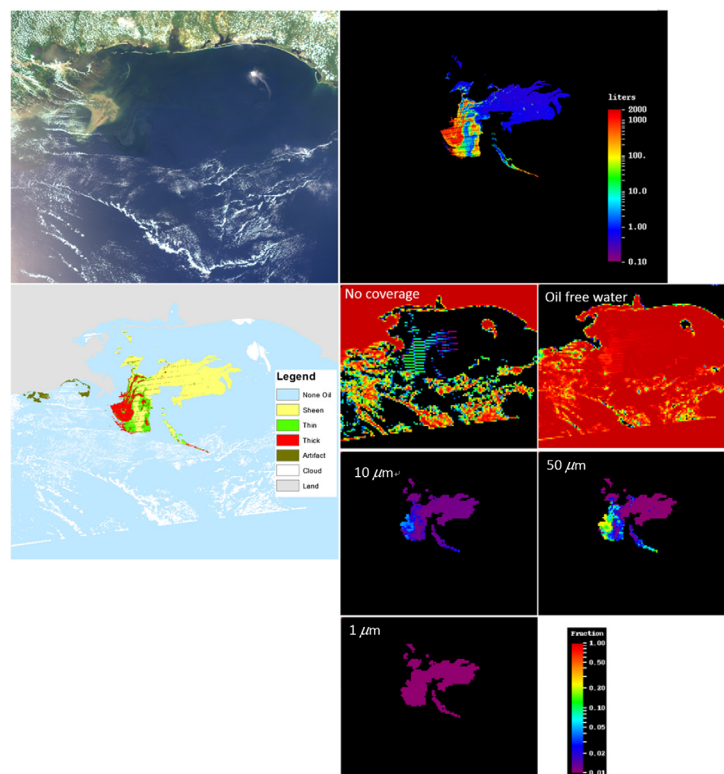 liters
2000
1000
100.
10.0
1.00
0.10
No coverage
Oil free water
Legend
None Oil
Sheen
Thin
Thick
Artifact
Cloud
Land
10 μm↵
50 μm
1 μm
Fraction
1.00
0.50
0.20
0.10
0.05
0.02
0.01